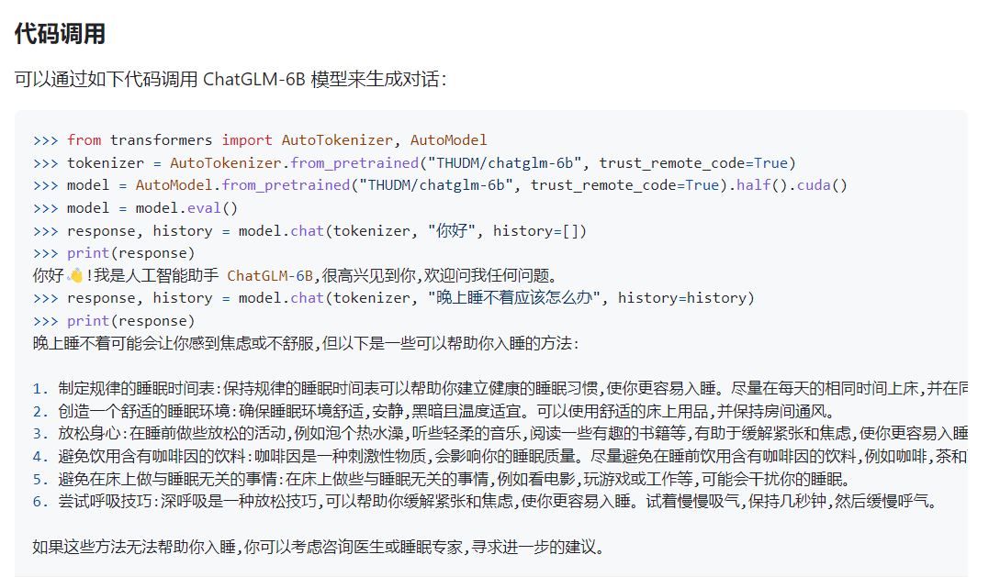 代码调用
可以通过如下代码调用 ChatGLM-6B 模型来生成对话：
>>> from transformers import AutoTokenizer, AutoModel
>>> tokenizer = AutoTokenizer.from_pretrained("THUDM/chatglm-6b", trust_remote_code=True)
>>> model = AutoModel.from_pretrained("THUDM/chatglm-6b", trust_remote_code=True).half().cuda()
>>> model = model.eval()
>>> response, history = model.chat(tokenizer, "你好", history=[])
>>> print(response)
你好👋!我是人工智能助手 ChatGLM-6B,很高兴见到你,欢迎问我任何问题。
>>> response, history = model.chat(tokenizer, "晚上睡不着应该怎么办", history=history)
>>> print(response)
晚上睡不着可能会让你感到焦虑或不舒服,但以下是一些可以帮助你入睡的方法:
1. 制定规律的睡眠时间表:保持规律的睡眠时间表可以帮助你建立健康的睡眠习惯,使你更容易入睡。尽量在每天的相同时间上床,并在同
2. 创造一个舒适的睡眠环境:确保睡眠环境舒适,安静,黑暗且温度适宜。可以使用舒适的床上用品,并保持房间通风。
3. 放松身心:在睡前做些放松的活动,例如泡个热水澡,听些轻柔的音乐,阅读一些有趣的书籍等,有助于缓解紧张和焦虑,使你更容易入睡
4. 避免饮用含有咖啡因的饮料:咖啡因是一种刺激性物质,会影响你的睡眠质量。尽量避免在睡前饮用含有咖啡因的饮料,例如咖啡,茶和
5. 避免在床上做与睡眠无关的事情:在床上做些与睡眠无关的事情,例如看电影,玩游戏或工作等,可能会干扰你的睡眠。
6. 尝试呼吸技巧:深呼吸是一种放松技巧,可以帮助你缓解紧张和焦虑,使你更容易入睡。试着慢慢吸气,保持几秒钟,然后缓慢呼气。
如果这些方法无法帮助你入睡,你可以考虑咨询医生或睡眠专家,寻求进一步的建议。